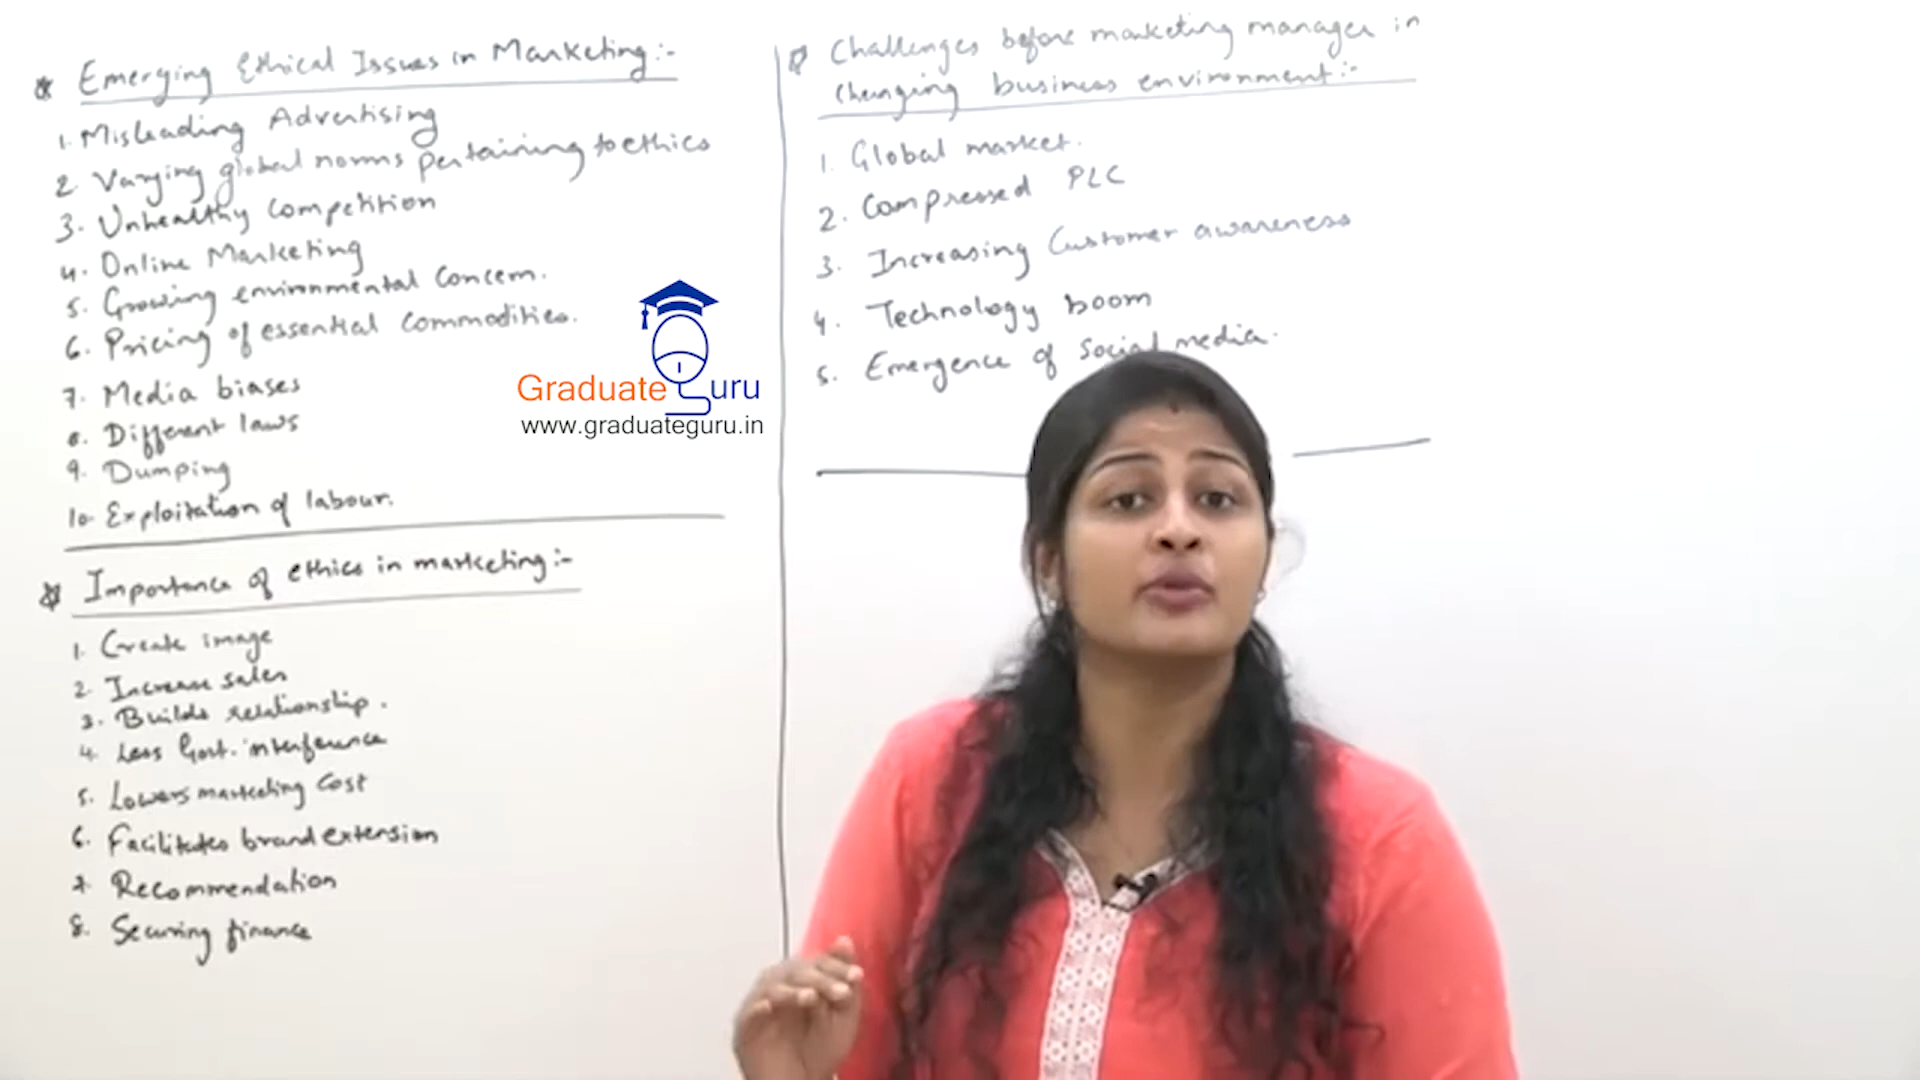 Emerging Ethical Issues in Marketing:-
1. Misleading Advertising
2. Varying global norms pertaining to ethics
3. Unhealthy Competition
4. Online Marketing
5. Growing environmental concern.
6. Pricing of essential commodities.
7. Media biases
8. Different laws
9. Dumping
10. Exploitation of labour.
Importance of ethics in marketing:-
1. Create image
2. Increase sales
3. Builds relationship.
4. Less Govt. interference
5. Lowers marketing cost
6. Facilitates brand extension
7. Recommendation
8. Securing finance
Graduate Guru
www.graduateguru.in
Challenges before marketing manager in
changing business environment:-
1. Global market.
2. Compressed PLC
3. Increasing Customer awareness
4. Technology boom
5. Emergence of Social media.